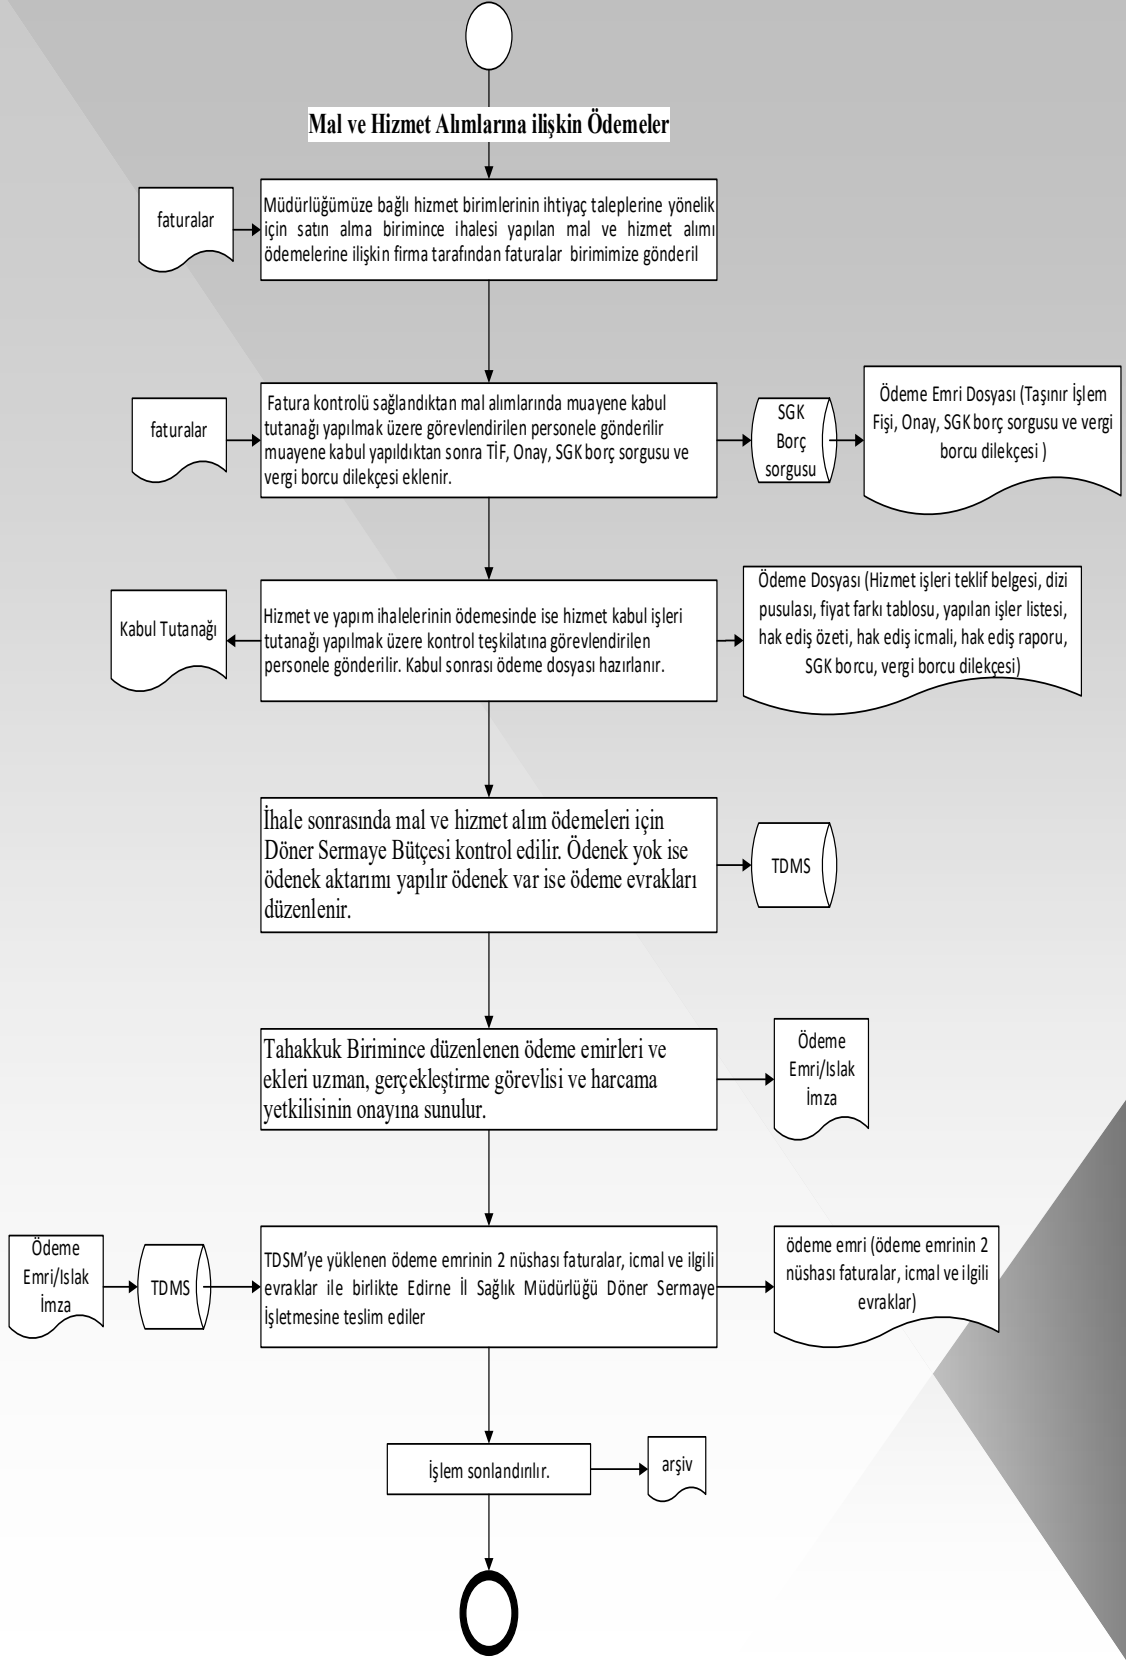 Mal ve Hizmet Alımlarına ilişkin Ödemeler
faturalar
Müdürlüğümüze bağlı hizmet birimlerinin ihtiyaç taleplerine yönelik
için satın alma birimince ihalesi yapılan mal ve hizmet alımı
ödemelerine ilişkin firma tarafından faturalar birimimize gönderil
faturalar
Fatura kontrolü sağlandıktan mal alımlarında muayene kabul
tutanağı yapılmak üzere görevlendirilen personele gönderilir
muayene kabul yapıldıktan sonra TİF, Onay, SGK borç sorgusu ve
vergi borcu dilekçesi eklenir.
SGK
Borç
sorgusu
Ödeme Emri Dosyası (Taşınır İşlem
Fişi, Onay, SGK borç sorgusu ve vergi
borcu dilekçesi )
Kabul Tutanağı
Hizmet ve yapım ihalelerinin ödemesinde ise hizmet kabul işleri
tutanağı yapılmak üzere kontrol teşkilatına görevlendirilen
personele gönderilir. Kabul sonrası ödeme dosyası hazırlanır.
Ödeme Dosyası (Hizmet işleri teklif belgesi, dizi
pusulası, fiyat farkı tablosu, yapılan işler listesi,
hak ediş özeti, hak ediş icmali, hak ediş raporu,
SGK borcu, vergi borcu dilekçesi)
İhale sonrasında mal ve hizmet alım ödemeleri için
Döner Sermaye Bütçesi kontrol edilir. Ödenek yok ise
ödenek aktarımı yapılır ödenek var ise ödeme evrakları
düzenlenir.
TDMS
Tahakkuk Birimince düzenlenen ödeme emirleri ve
ekleri uzman, gerçekleştirme görevlisi ve harcama
yetkilisinin onayına sunulur.
Ödeme
Emri/Islak
İmza
Ödeme
Emri/Islak
İmza
TDMS
TDSM’ye yüklenen ödeme emrinin 2 nüshası faturalar, icmal ve ilgili
evraklar ile birlikte Edirne İl Sağlık Müdürlüğü Döner Sermaye
İşletmesine teslim ediler
ödeme emri (ödeme emrinin 2
nüshası faturalar, icmal ve ilgili
evraklar)
İşlem sonlandırılır.
arşiv